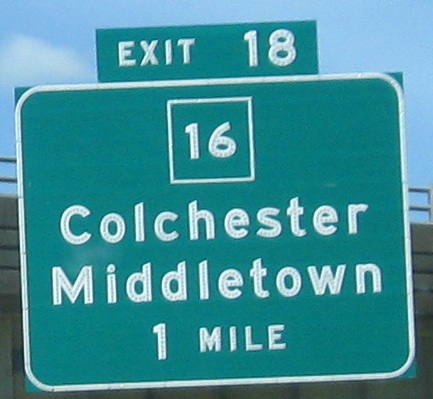 EXIT 18
16
Colchester
Middletown
1 MILE